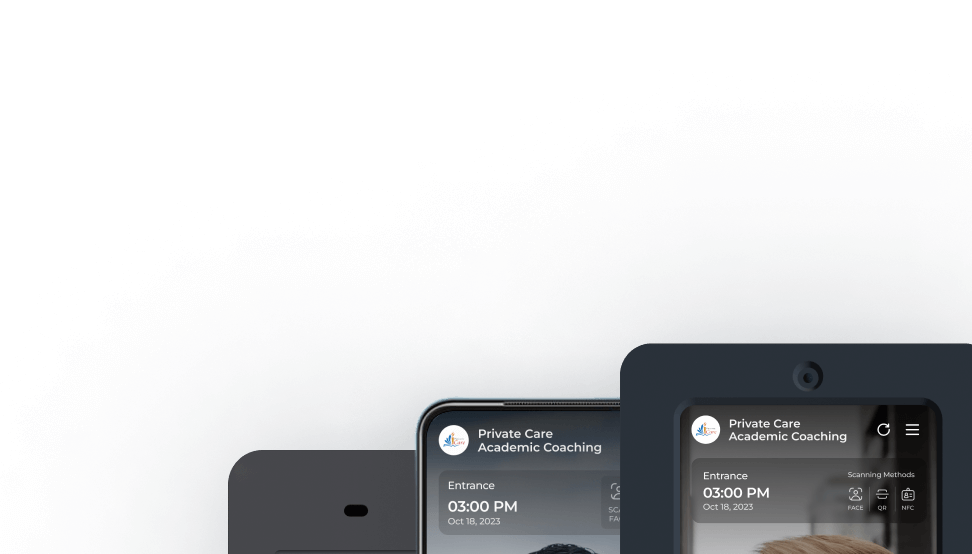 Private Care
Academic Coaching
Entrance
03:00 PM
Oct 18, 2023
Private Care
Academic Coaching
Entrance
03:00 PM
Oct 18, 2023
Scanning Methods
FACE QR NFC